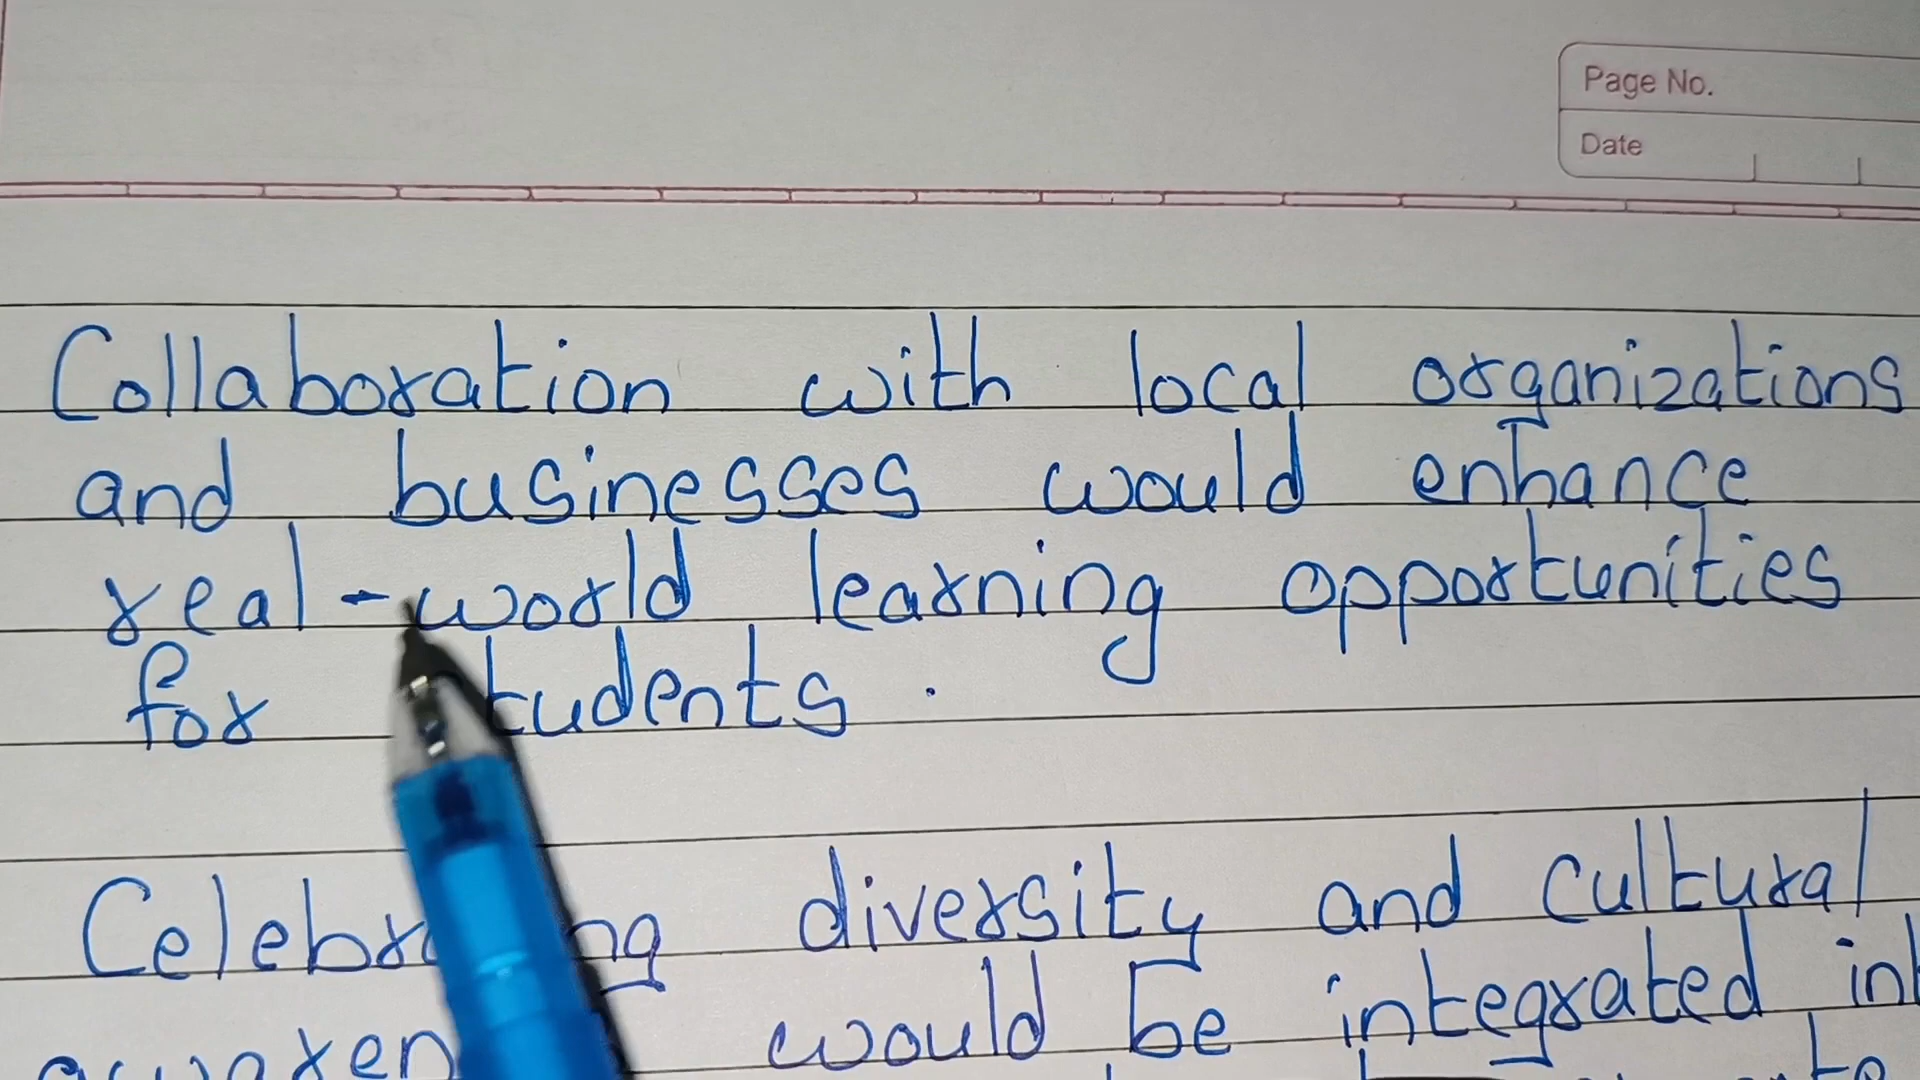 Page No.
Date
Collaboration with local organizations
and businesses would enhance
real-world learning opportunities
for students.
Celebrating diversity and cultural
would be integrated